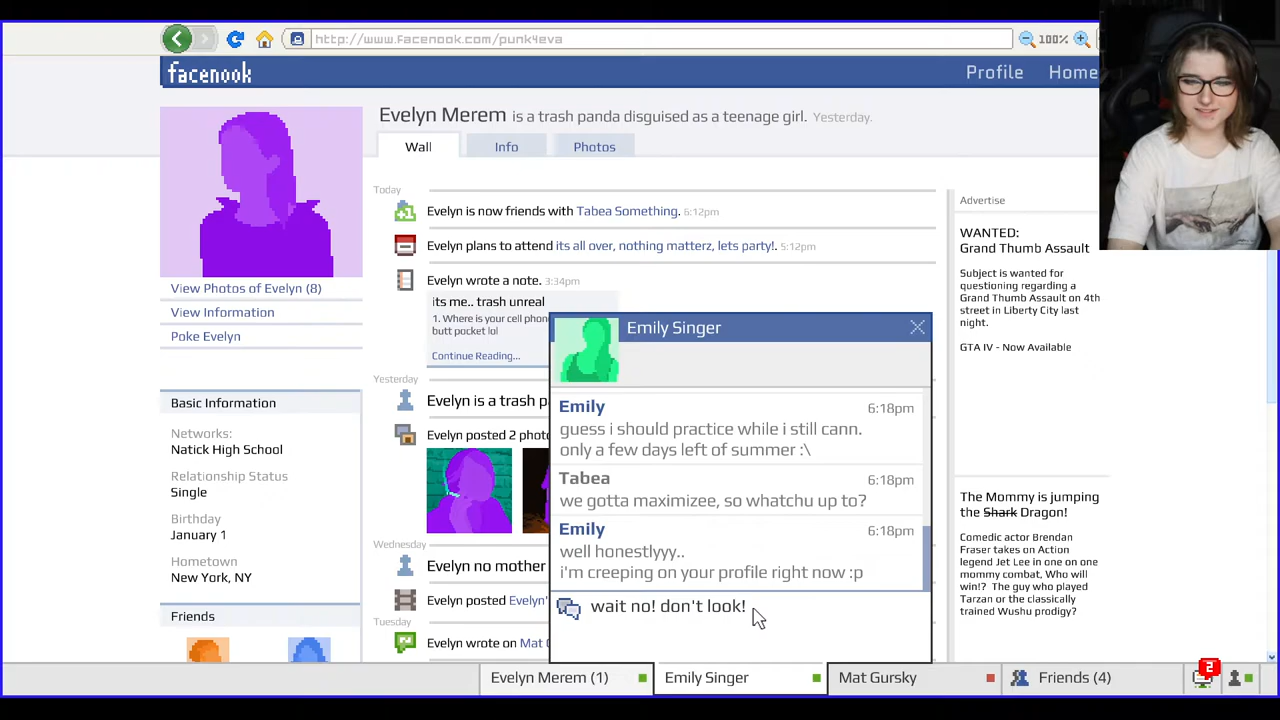 http://www.facenook.com/punk4eva
100%
facenook
Profile
Home
Evelyn Merem is a trash panda disguised as a teenage girl. Yesterday.
Wall
Info
Photos
View Photos of Evelyn (8)
View Information
Poke Evelyn
Basic Information
Networks:
Natick High School
Relationship Status
Single
Birthday
January 1
Hometown
New York, NY
Friends
Today
Evelyn is now friends with Tabea Something. 6:12pm
Evelyn plans to attend its all over, nothing matterz, lets party!. 5:12pm
Evelyn wrote a note. 3:34pm
its me.. trash unreal
1. Where is your cell phon
butt pocket lol
Continue Reading...
Yesterday
Evelyn is a trash p
Evelyn posted 2 photo
Wednesday
Evelyn no mother
Evelyn posted Evelyn'
Tuesday
Evelyn wrote on Mat
Emily Singer
Emily 6:18pm
guess i should practice while i still cann.
only a few days left of summer :\
Tabea 6:18pm
we gotta maximizee, so whatchu up to?
Emily 6:18pm
well honestlyyy..
i'm creeping on your profile right now :p
wait no! don't look!
Advertise
WANTED:
Grand Thumb Assault
Subject is wanted for
questioning regarding a
Grand Thumb Assault on 4th
street in Liberty City last
night.
GTA IV - Now Available
The Mommy is jumping
the Shark Dragon!
Comedic actor Brendan
Fraser takes on Action
legend Jet Lee in one on one
mommy combat, Who will
win!? The guy who played
Tarzan or the classically
trained Wushu prodigy?
Evelyn Merem (1)
Emily Singer
Mat Gursky
Friends (4)
2